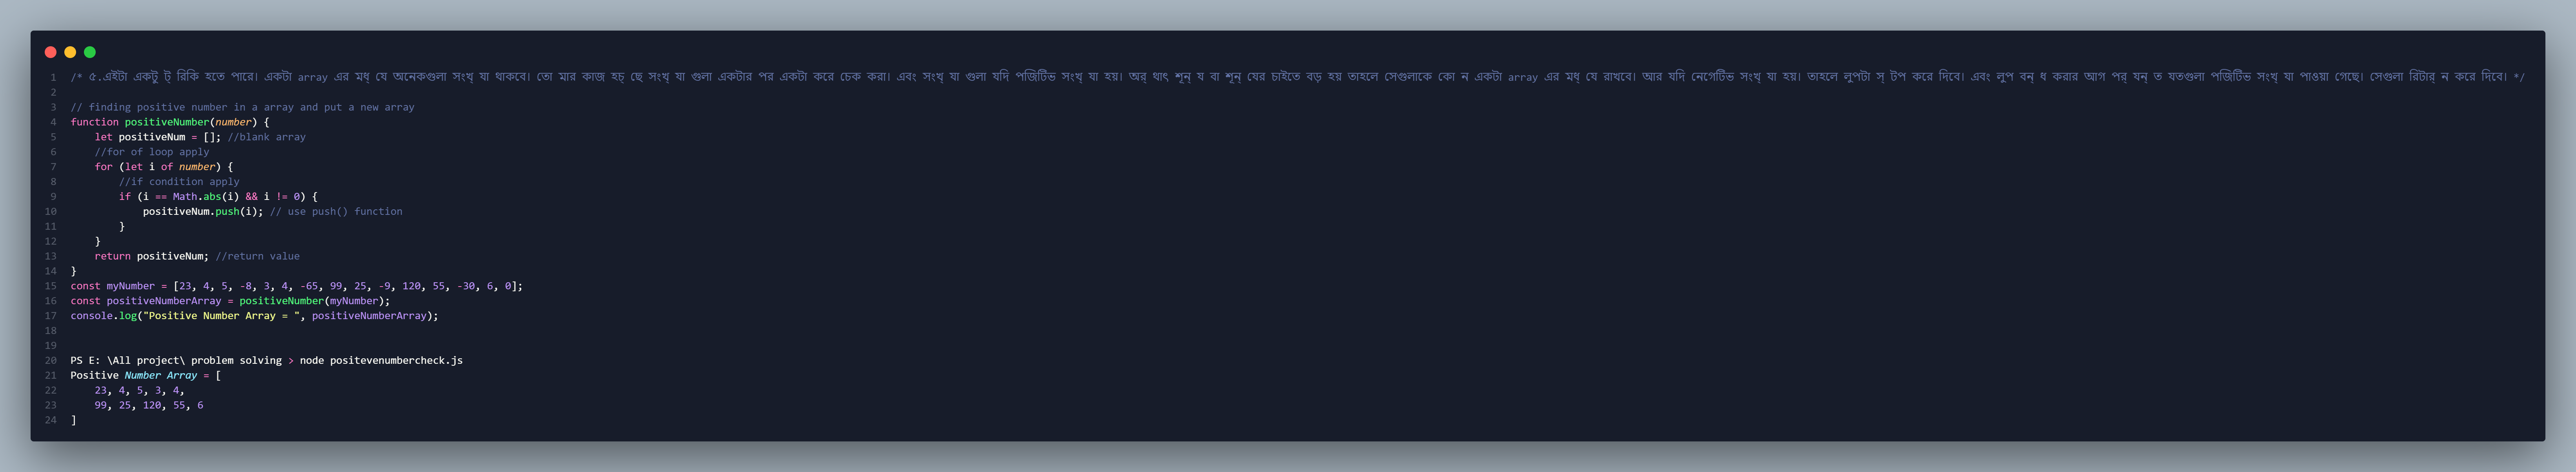 1 /* ৫.এইটা একটু ট্ রিকি হতে পারে। একটা array এর মধ্ যে অনেকগুলা সংখ্ যা থাকবে। তো মার কাজ হচ্ ছে সংখ্ যা গুলা একটার পর একটা করে চেক করা। এবং সংখ্ যা গুলা যদি পজিটিভ সংখ্ যা হয়। অর্ থাৎ শূন্ য বা শূন্ যের চাইতে বড় হয় তাহলে সেগুলাকে কো ন একটা array এর মধ্ যে রাখবে। আর যদি নেগেটিভ সংখ্ যা হয়। তাহলে লুপটা স্ টপ করে দিবে। এবং লুপ বন্ ধ করার আগ পর্ যন্ ত যতগুলা পজিটিভ সংখ্ যা পাওয়া গেছে। সেগুলা রিটার্ ন করে দিবে। */
2
3 // finding positive number in a array and put a new array
4 function positiveNumber(number) {
5     let positiveNum = []; //blank array
6     //for of loop apply
7     for (let i of number) {
8         //if condition apply
9         if (i == Math.abs(i) && i != 0) {
10             positiveNum.push(i); // use push() function
11         }
12     }
13     return positiveNum; //return value
14 }
15 const myNumber = [23, 4, 5, -8, 3, 4, -65, 99, 25, -9, 120, 55, -30, 6, 0];
16 const positiveNumberArray = positiveNumber(myNumber);
17 console.log("Positive Number Array = ", positiveNumberArray);
18
19
20 PS E: \All project\ problem solving > node positevenumbercheck.js
21 Positive Number Array = [
22     23, 4, 5, 3, 4,
23     99, 25, 120, 55, 6
24 ]